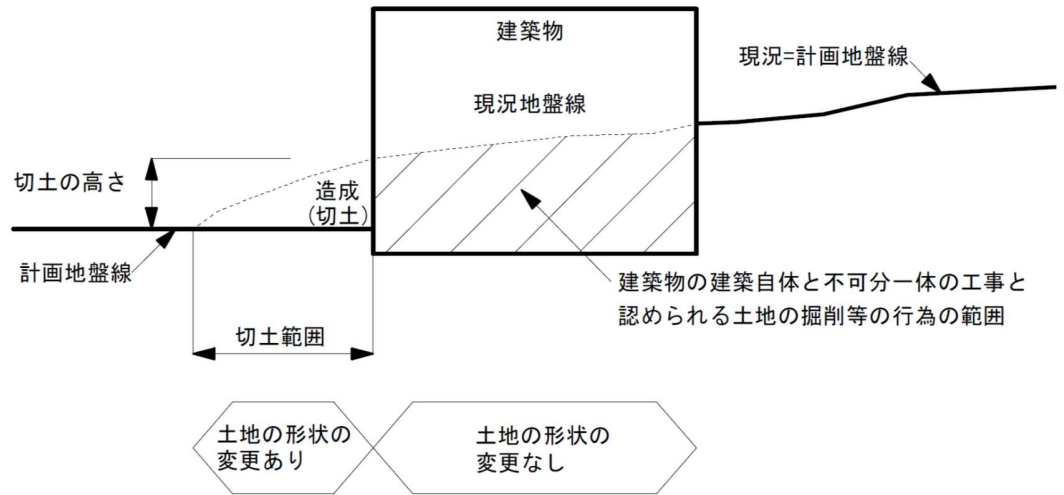 建築物
現況=計画地盤線
現況地盤線
切土の高さ
造成
(切土)
計画地盤線
建築物の建築自体と不可分一体の工事と
認められる土地の掘削等の行為の範囲
切土範囲
土地の形状の
変更あり
土地の形状の
変更なし